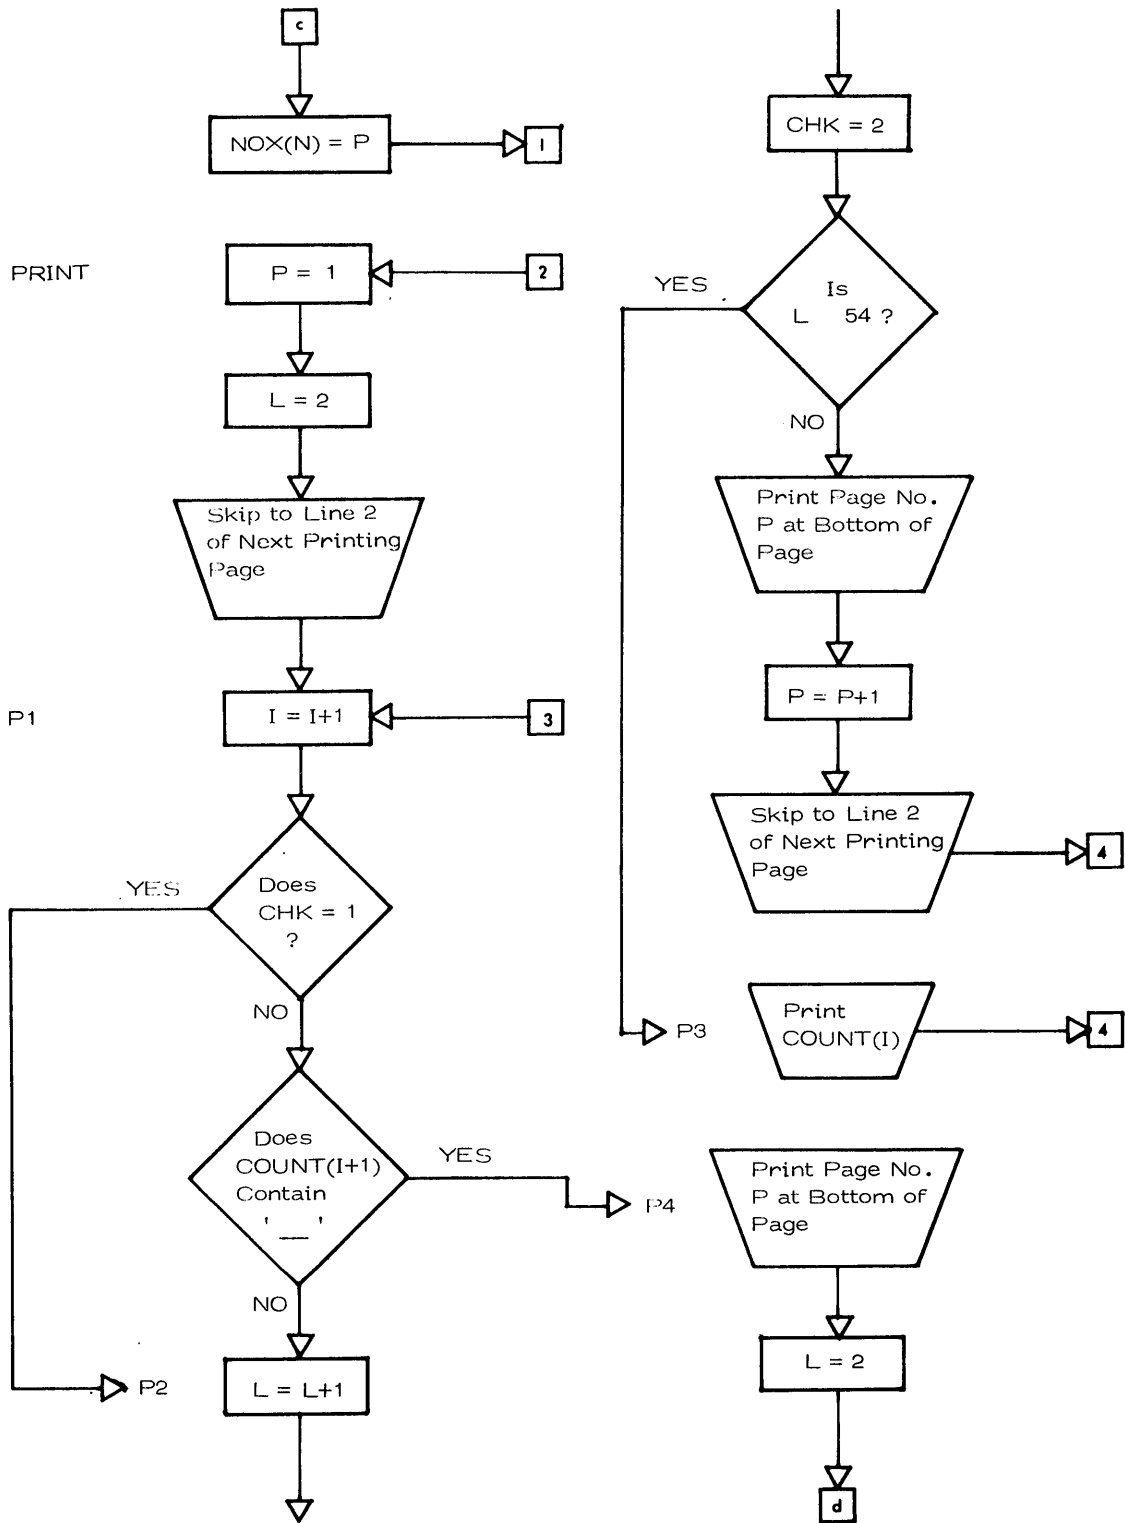 c
NOX(N) = P
1
PRINT
P = 1
2
L = 2
Skip to Line 2
of Next Printing
Page
P1
I = I+1
3
YES
Does
CHK = 1
?
NO
Does
COUNT(I+1)
Contain
'__'
YES
P4
NO
P2
L = L+1
CHK = 2
YES
Is
L 54 ?
NO
Print Page No.
P at Bottom of
Page
P = P+1
Skip to Line 2
of Next Printing
Page
4
P3
Print
COUNT(I)
4
Print Page No.
P at Bottom of
Page
L = 2
d